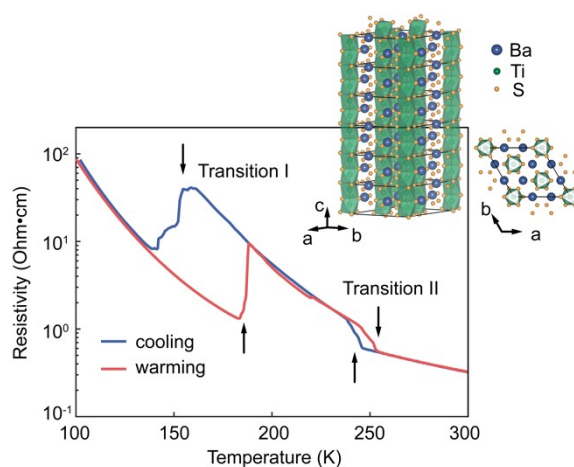 Ba
Ti
S
c
a
b
b
a
10²
10¹
10⁰
10⁻¹
Resistivity (Ohm•cm)
Transition I
Transition II
cooling
warming
100
150
200
250
300
Temperature (K)